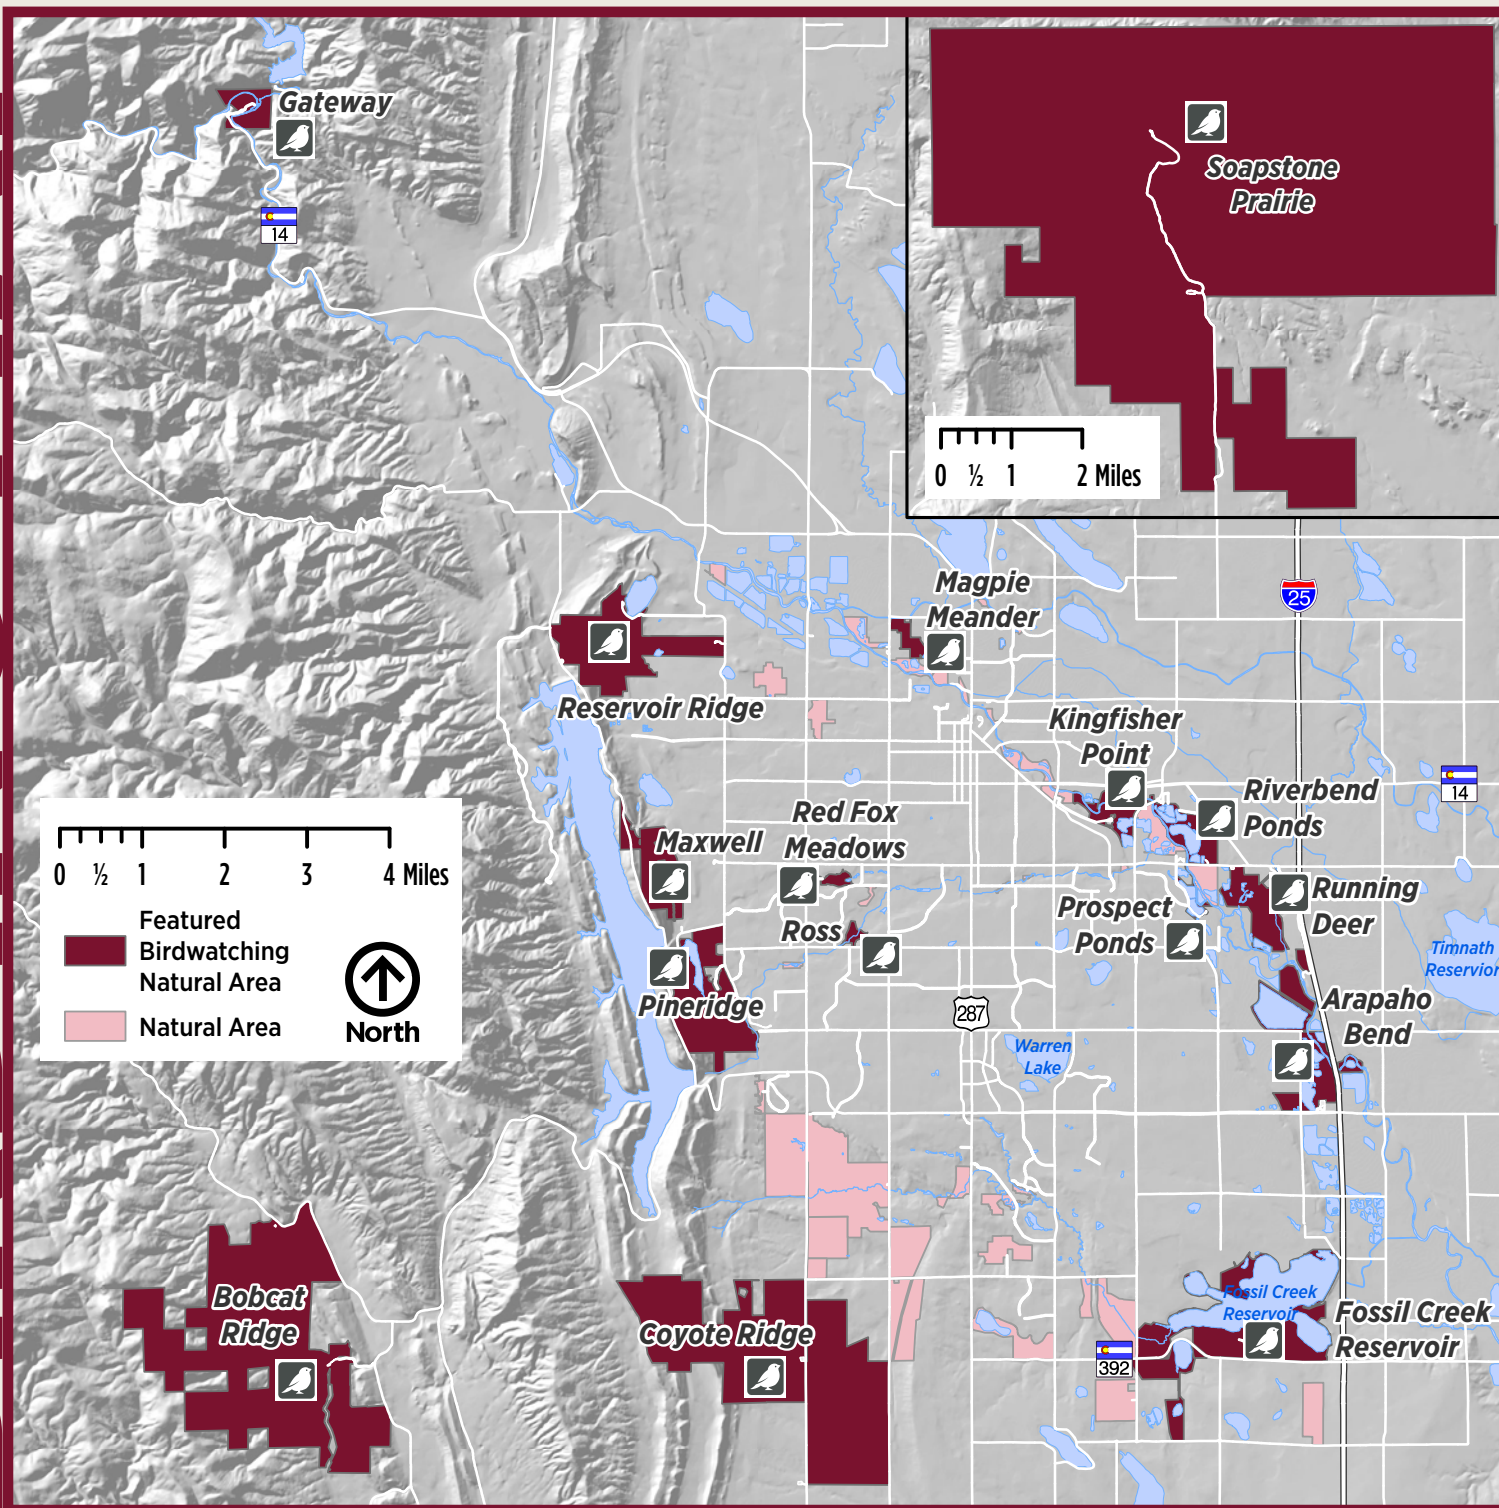 Gateway
14
Soapstone
Prairie
0 ½ 1 2 Miles
Magpie
Meander
25
Reservoir Ridge
Kingfisher
Point
14
Riverbend
Ponds
Red Fox
Meadows
Maxwell
0 ½ 1 2 3 4 Miles
Featured
Birdwatching
Natural Area
Natural Area
North
Running
Deer
Prospect
Ponds
Ross
Timnath
Reservior
Pineridge
Arapaho
Bend
287
Warren
Lake
Bobcat
Ridge
Coyote Ridge
Fossil Creek
Reservoir
Fossil Creek
Reservoir
392